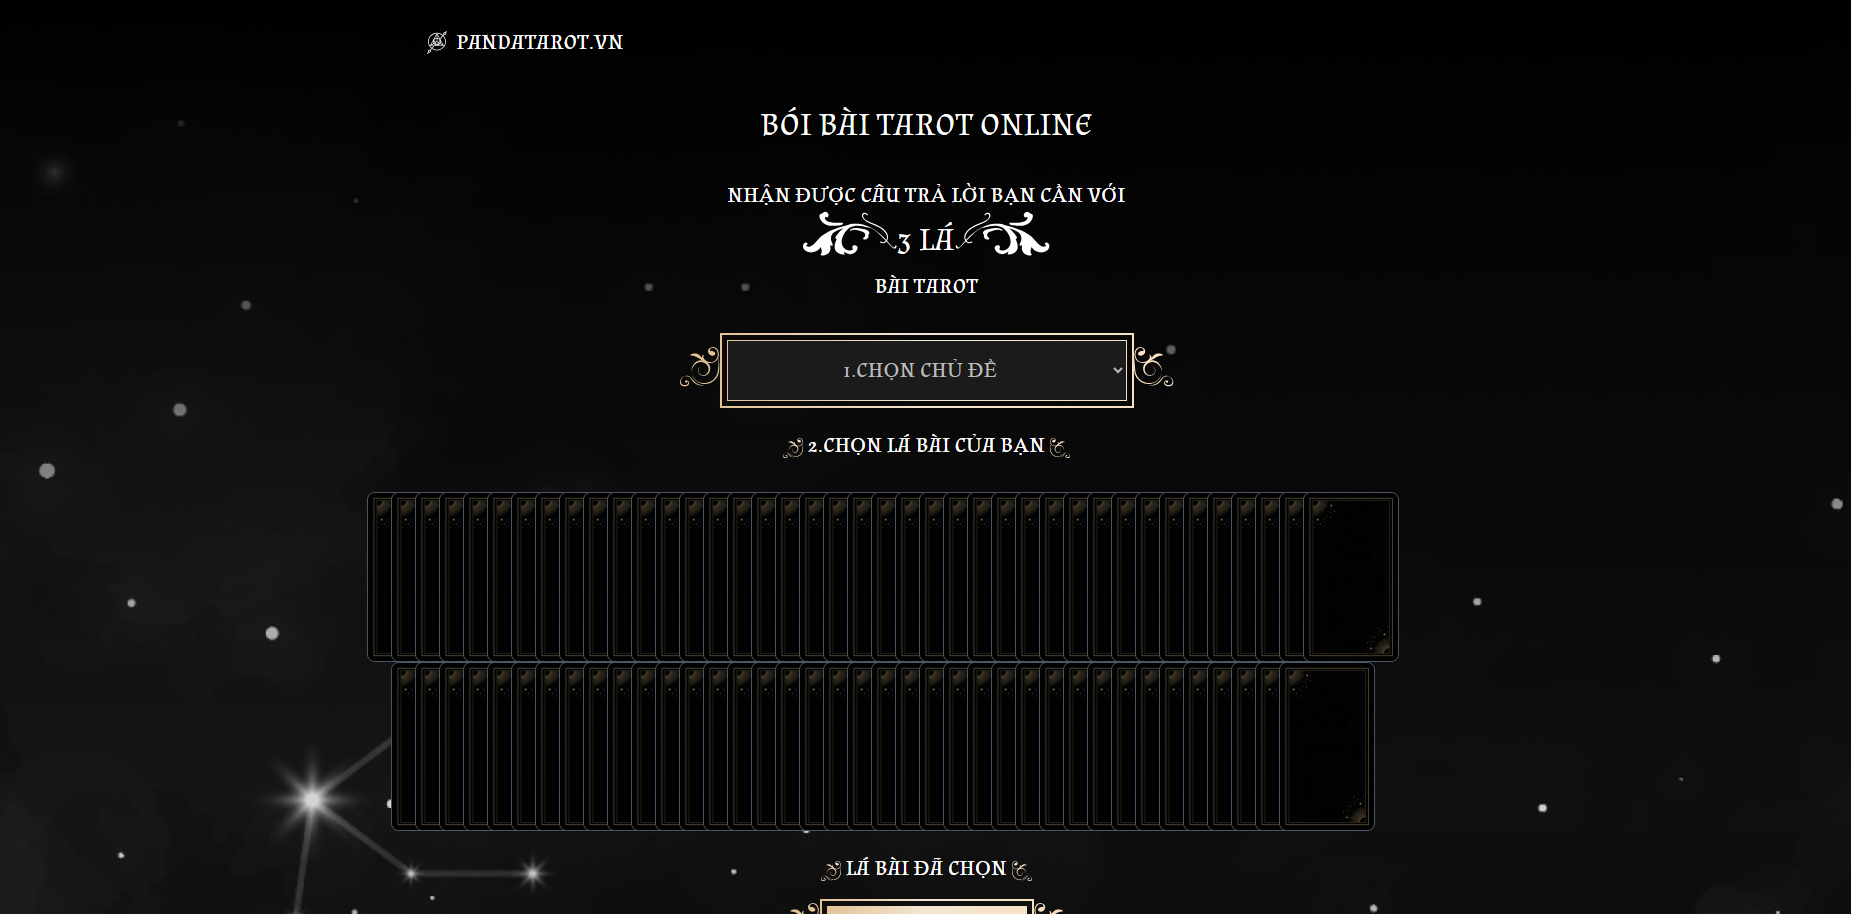 PANDATAROT.VN
BÓI BÀI TAROT ONLINE
NHẬN ĐƯỢC CÂU TRẢ LỜI BẠN CẦN VỚI
3 LÁ
BÀI TAROT
1.CHỌN CHỦ ĐỀ
2.CHỌN LÁ BÀI CỦA BẠN
LÁ BÀI ĐÃ CHỌN